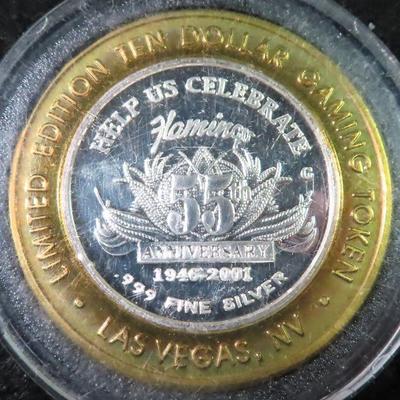 LIMITED EDITION TEN DOLLAR GAMING TOKEN
• LAS VEGAS, NV •
HELP US CELEBRATE
Flamingo
G
55th
ANNIVERSARY
1946-2001
.999 FINE SILVER